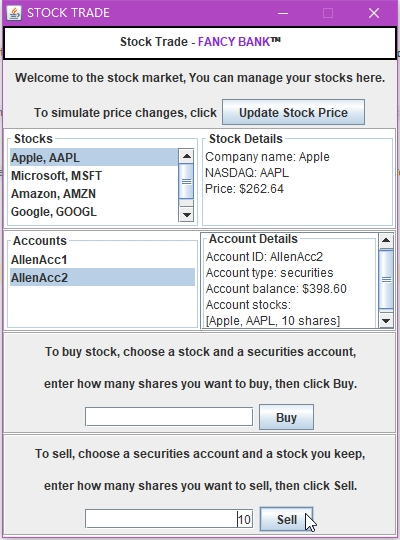 STOCK TRADE
Stock Trade - FANCY BANK™
Welcome to the stock market, You can manage your stocks here.
To simulate price changes, click Update Stock Price
Stocks
Apple, AAPL
Microsoft, MSFT
Amazon, AMZN
Google, GOOGL
Stock Details
Company name: Apple
NASDAQ: AAPL
Price: $262.64
Accounts
AllenAcc1
AllenAcc2
Account Details
Account ID: AllenAcc2
Account type: securities
Account balance: $398.60
Account stocks:
[Apple, AAPL, 10 shares]
To buy stock, choose a stock and a securities account,
enter how many shares you want to buy, then click Buy.
Buy
To sell, choose a securities account and a stock you keep,
enter how many shares you want to sell, then click Sell.
10 Sell